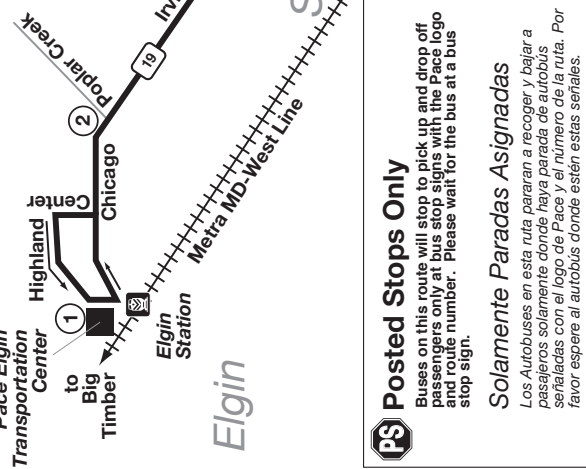 Pace Elgin
Transportation
Center
to
Big
Timber
1
Highland
Center
Chicago
2
Poplar Creek
19
Elgin
Station
Metra MD-West Line
Elgin
PS Posted Stops Only
Buses on this route will stop to pick up and drop off
passengers only at bus stop signs with the Pace logo
and route number. Please wait for the bus at a bus
stop sign.
Solamente Paradas Asignadas
Los Autobuses en esta ruta pararan a recoger y bajar a
pasajeros solamente donde haya parada de autobús
señaladas con el logo de Pace y el número de la ruta. Por
favor espere al autobús donde estén estas señales.